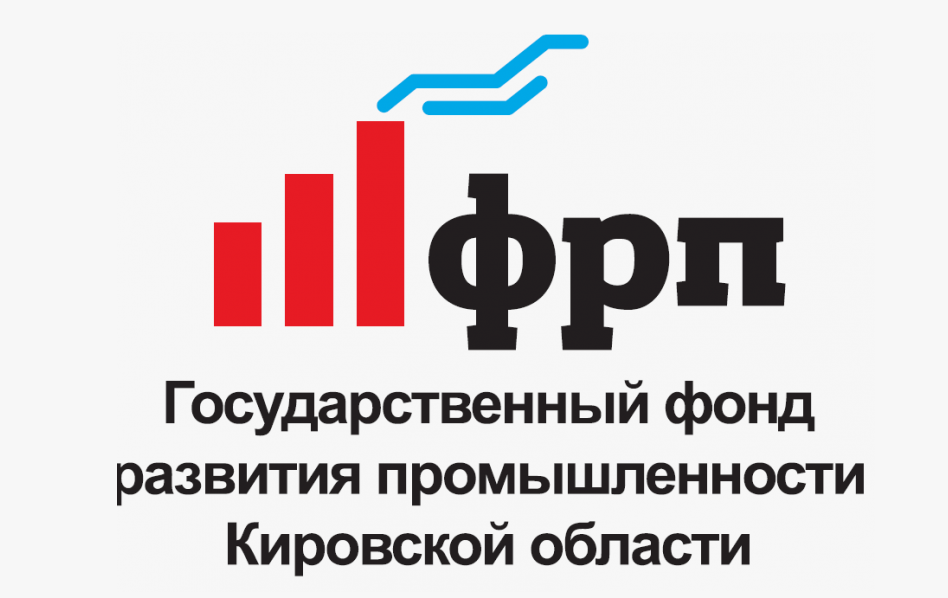 фрп
Государственный фонд
развития промышленности
Кировской области